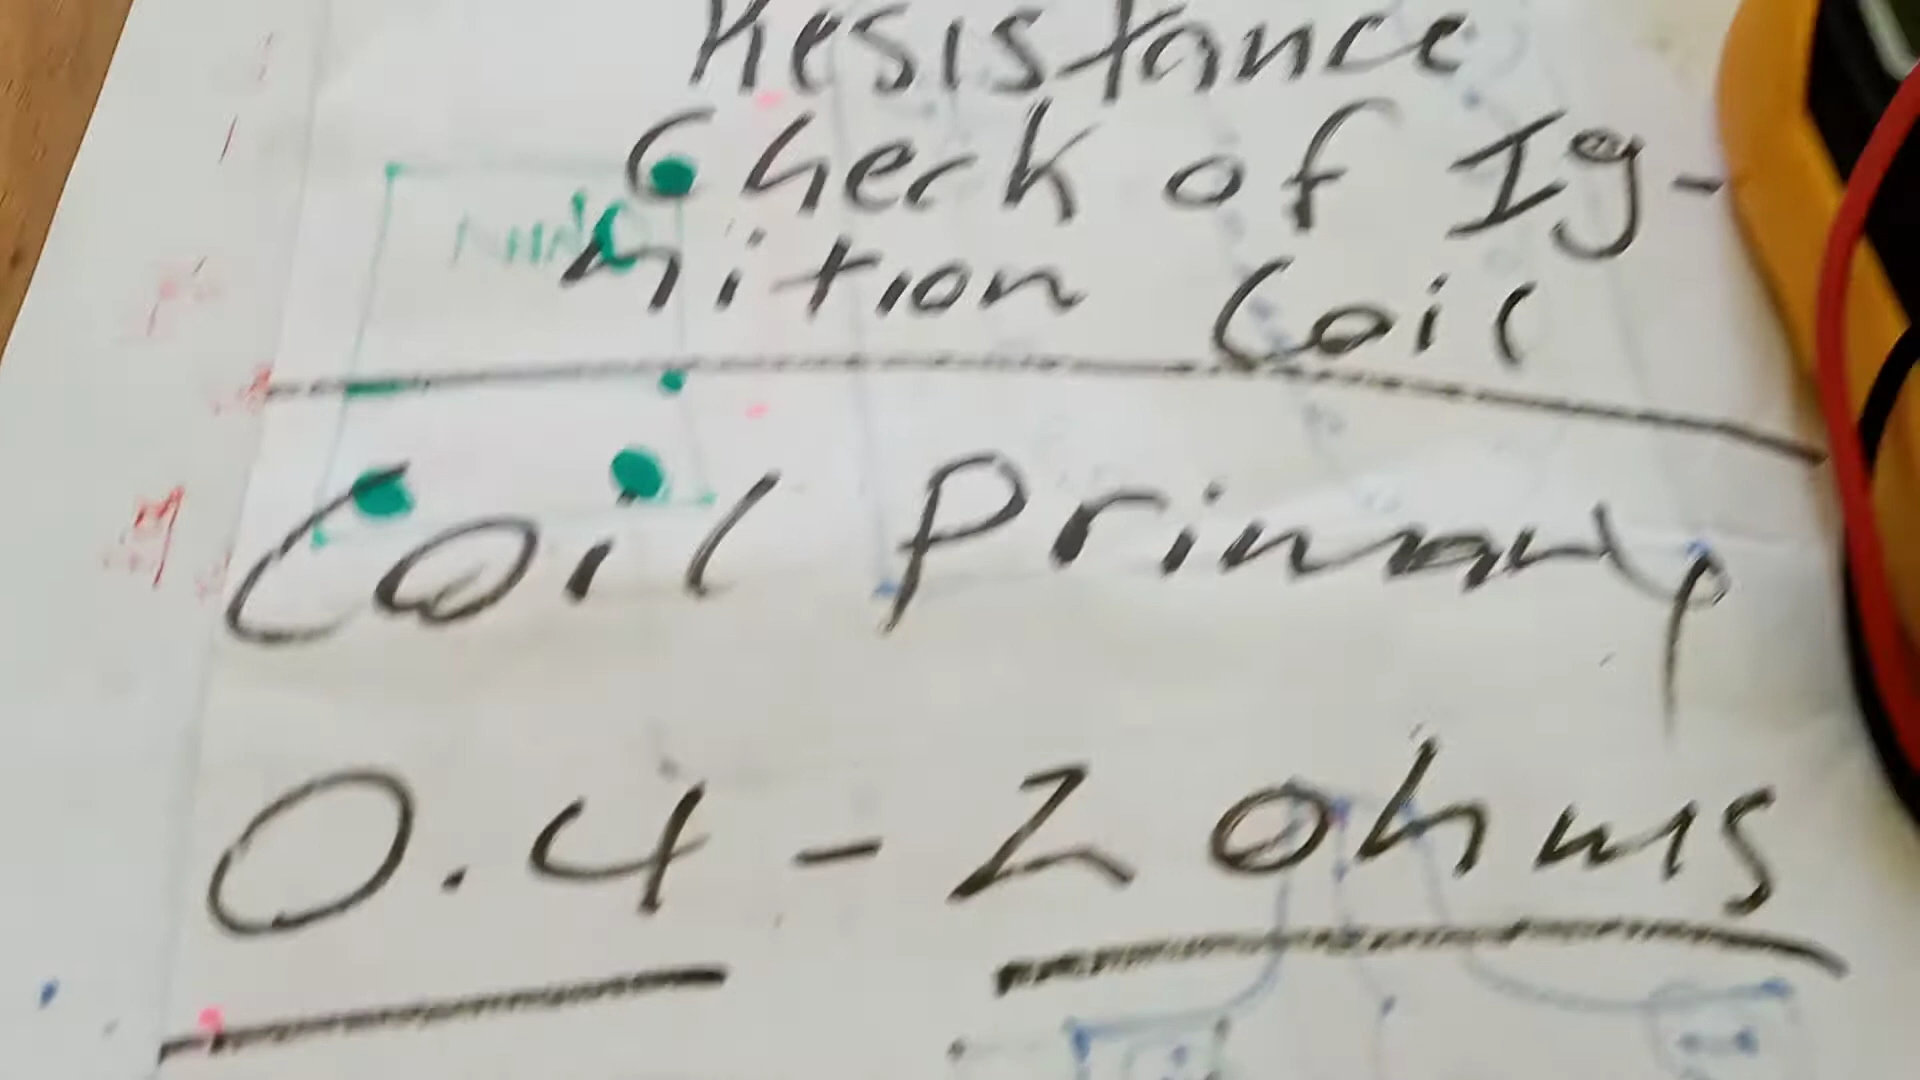 Resistance
Check of Ig-
nition Coil
Coil Primary
0.4 - 2 ohms